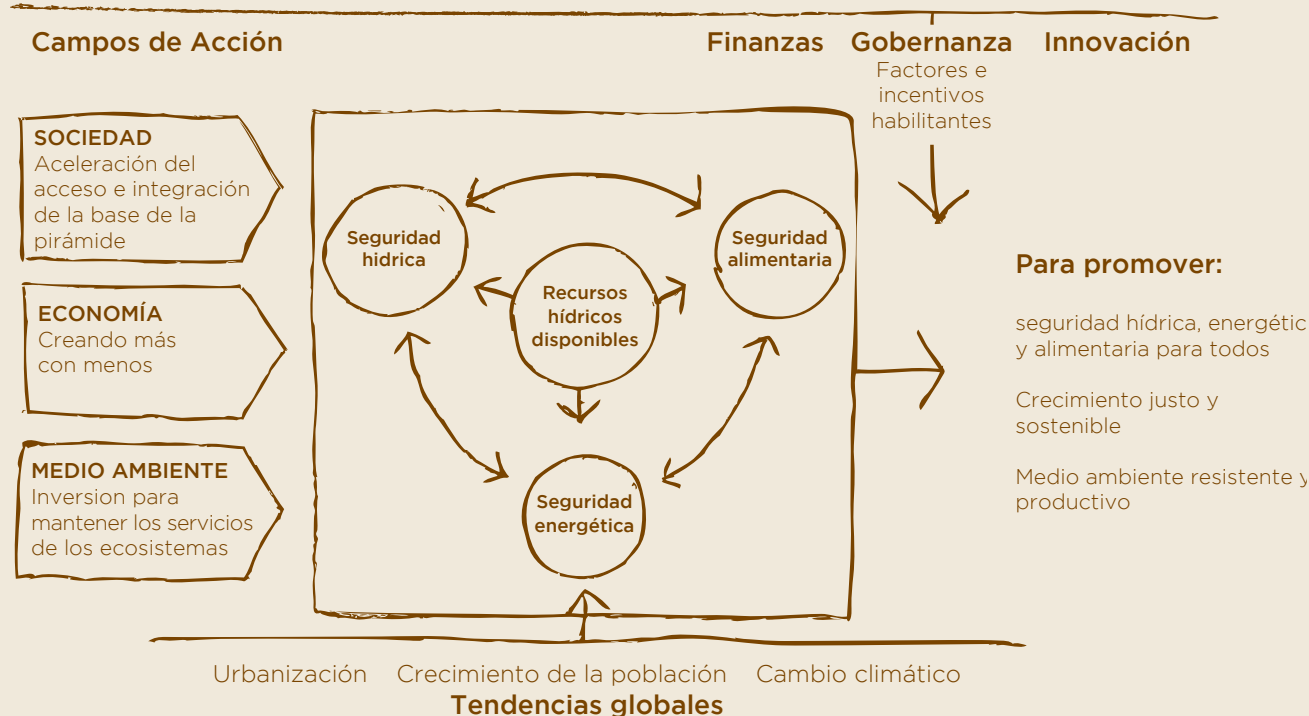 Campos de Acción
Finanzas Gobernanza Innovación
Factores e
incentivos
habilitantes
SOCIEDAD
Aceleración del
acceso e integración
de la base de la
pirámide
ECONOMÍA
Creando más
con menos
MEDIO AMBIENTE
Inversion para
mantener los servicios
de los ecosistemas
Seguridad
hidrica
Recursos
hídricos
disponibles
Seguridad
alimentaria
Seguridad
energética
Para promover:
seguridad hídrica, energétic
y alimentaria para todos
Crecimiento justo y
sostenible
Medio ambiente resistente y
productivo
Urbanización Crecimiento de la población Cambio climático
Tendencias globales